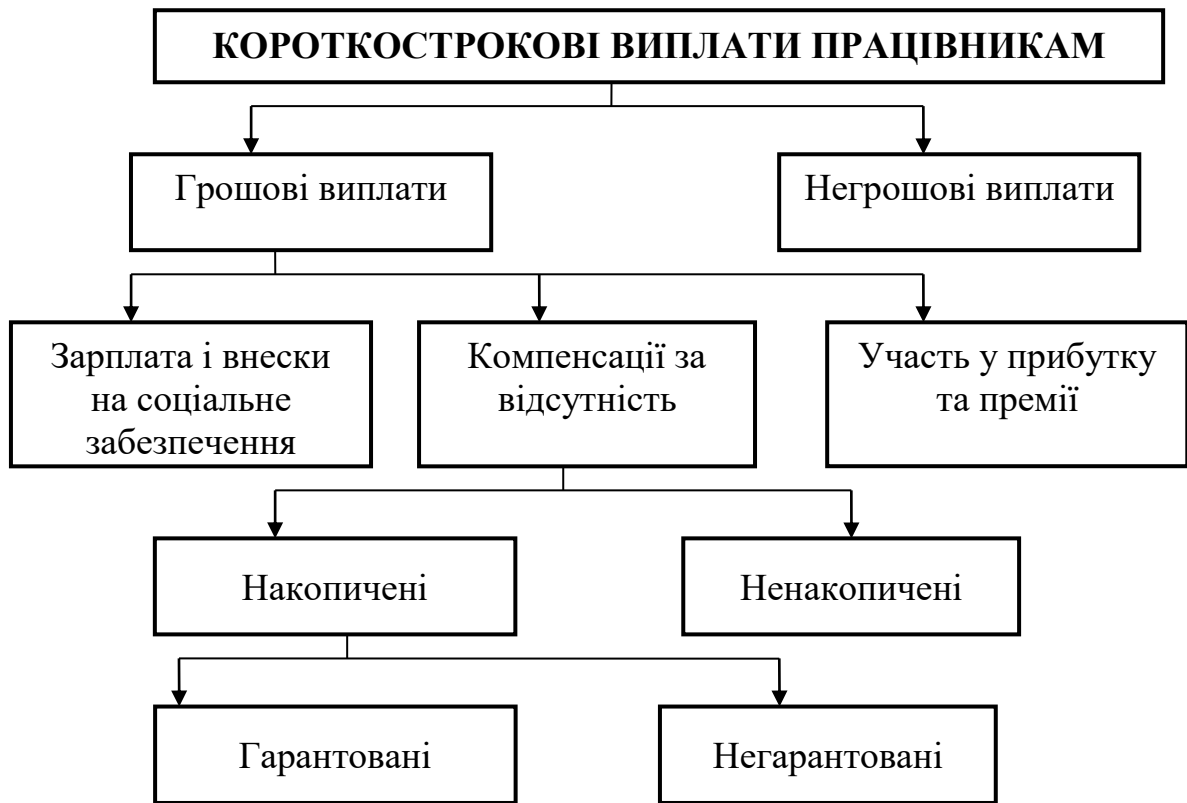 КОРОТКОСТРОКОВІ ВИПЛАТИ ПРАЦІВНИКАМ
Грошові виплати
Негрошові виплати
Зарплата і внески
на соціальне
забезпечення
Компенсації за
відсутність
Участь у прибутку
та премії
Накопичені
Ненакопичені
Гарантовані
Негарантовані